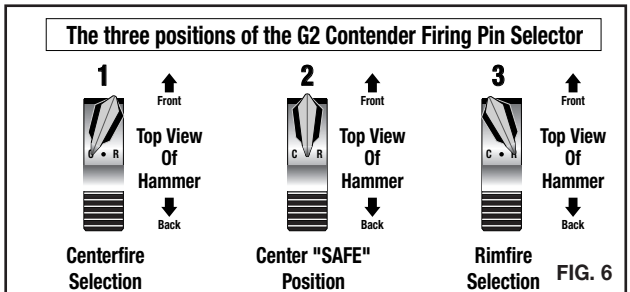 The three positions of the G2 Contender Firing Pin Selector
1
Front
C • R
Top View
Of
Hammer
Back
Centerfire
Selection
2
Front
C R
Top View
Of
Hammer
Back
Center "SAFE"
Position
3
Front
C • R
Top View
Of
Hammer
Back
Rimfire
Selection
FIG. 6